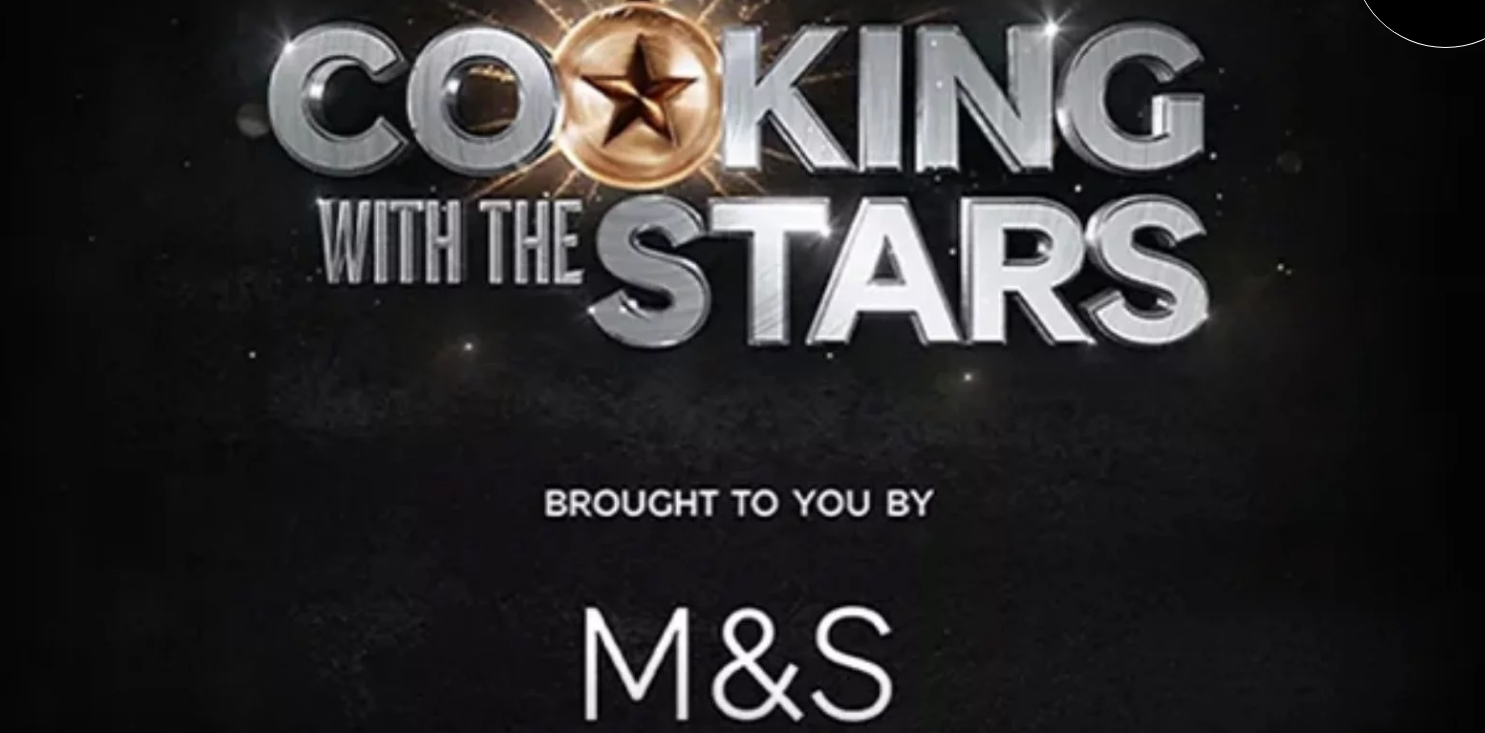 COOKING
WITH THE STARS
BROUGHT TO YOU BY
M&S